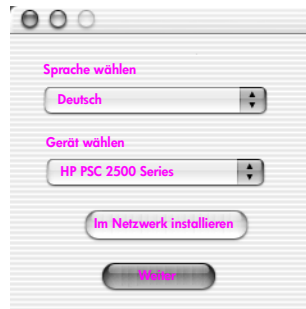 Sprache wählen
Deutsch
Gerät wählen
HP PSC 2500 Series
Im Netzwerk installieren
Weiter